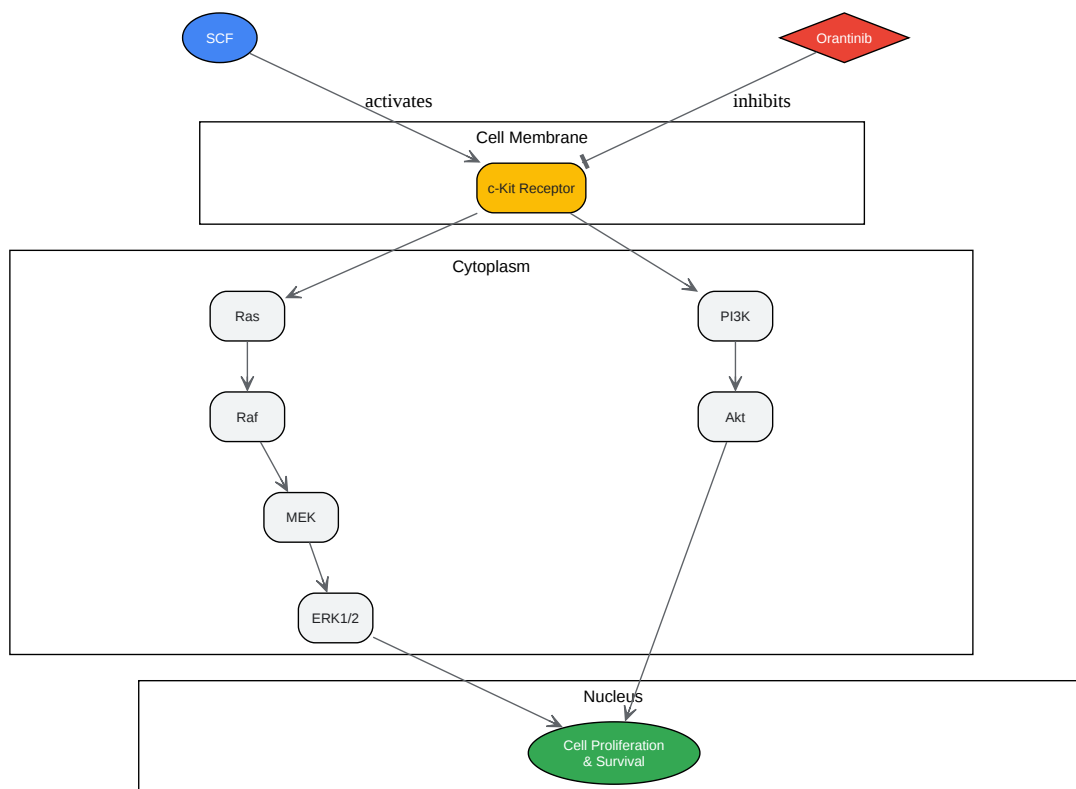 SCF
Orantinib
activates
inhibits
Cell Membrane
c-Kit Receptor
Cytoplasm
Ras
PI3K
Raf
Akt
MEK
ERK1/2
Nucleus
Cell Proliferation
& Survival